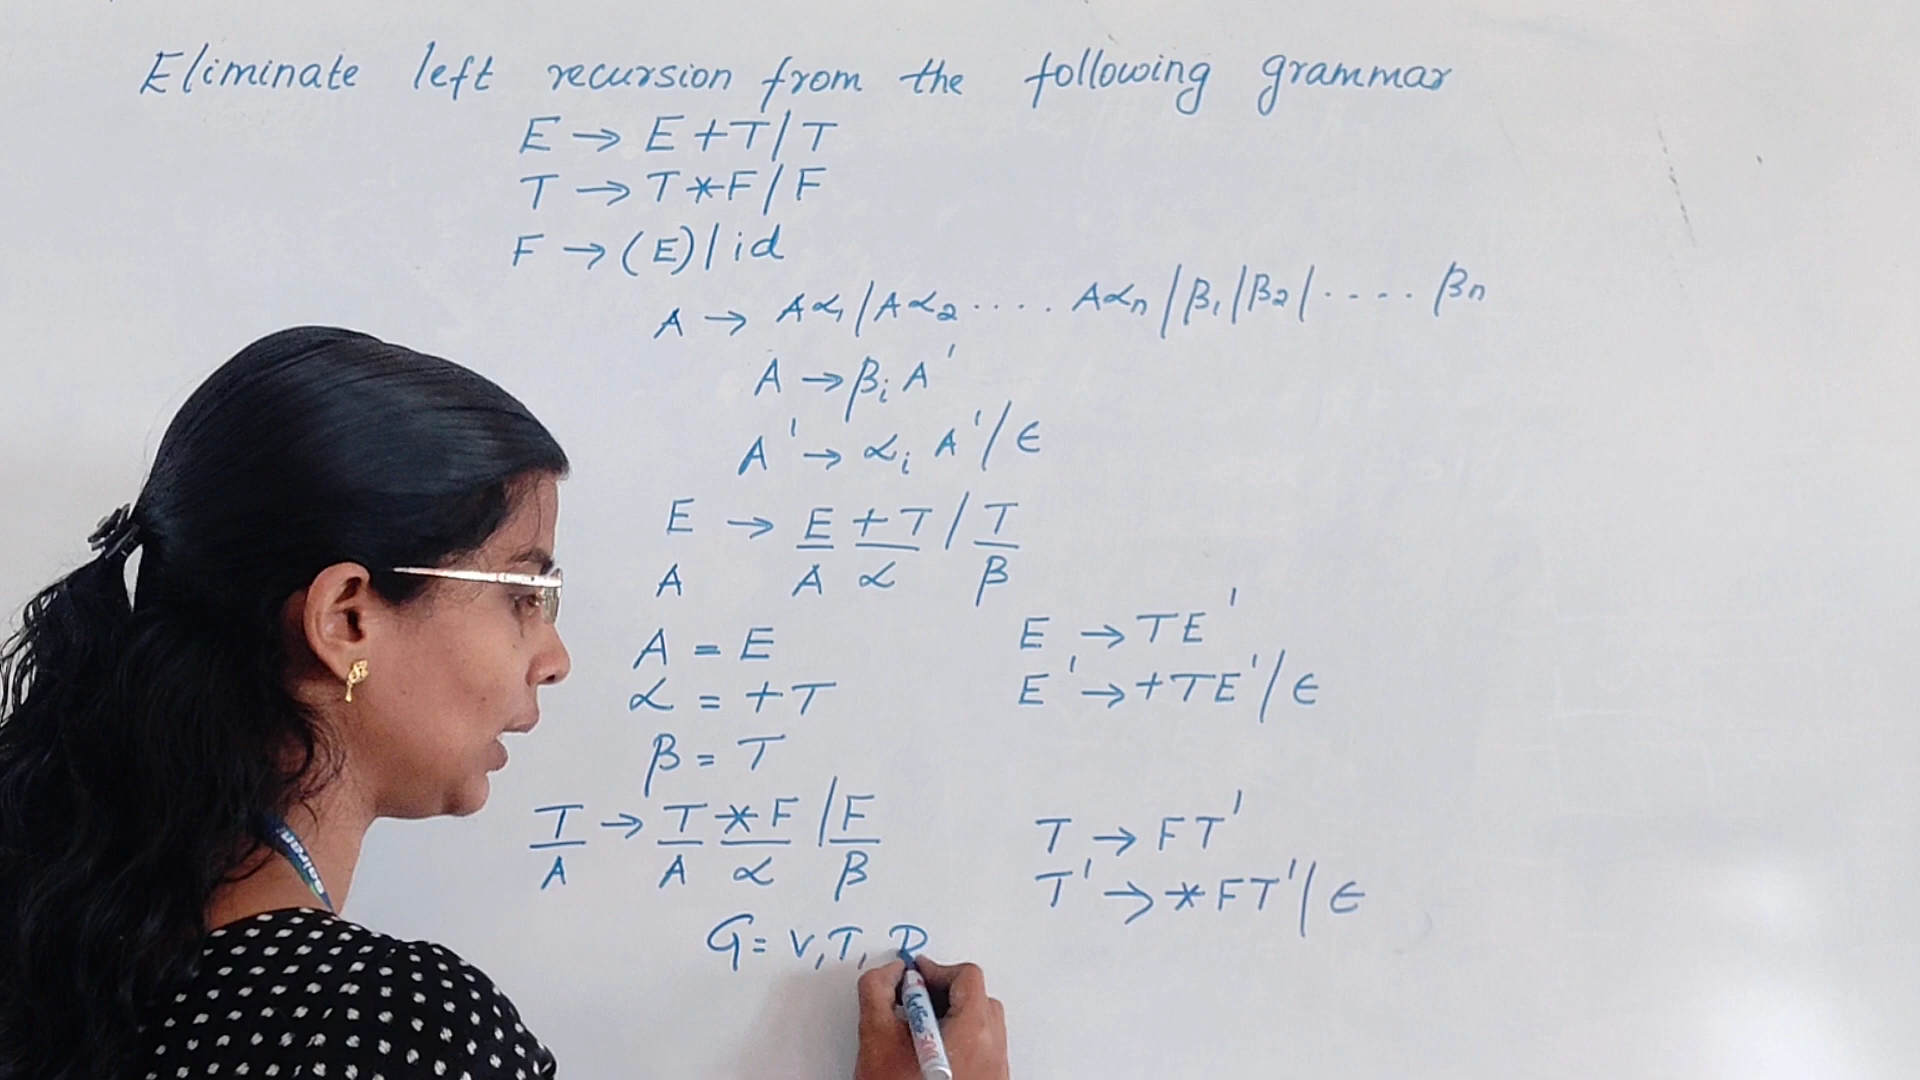 Eliminate left recursion from the following grammar
E → E+T/T
T → T*F/F
F → (E)/id
A → Aα1/Aα2 .... Aαn/β1/β2/.... βn
A → βi A'
A' → αi A'/ϵ
E → E +T / T
A A α β
A = E
α = +T
β = T
E → TE'
E' → +TE'/ϵ
T → T *F / F
A A α β
T → FT'
T' → *FT'/ϵ
G = V, T, P
Sairam